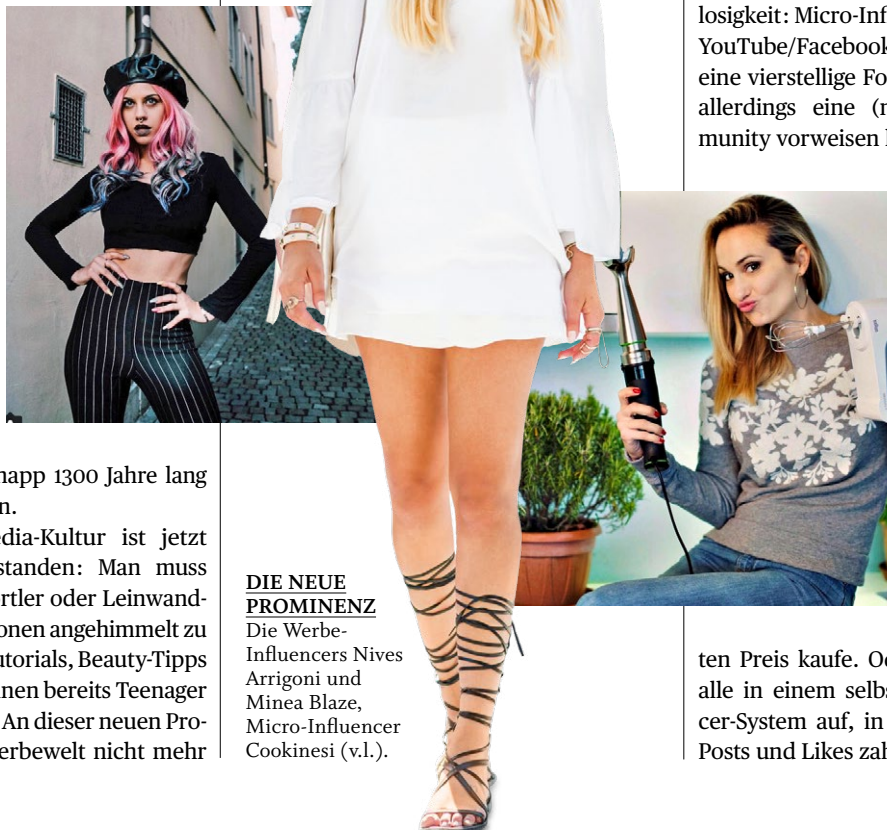 napp 1300 Jahre lang
n.
edia-Kultur ist jetzt
standen: Man muss
rtler oder Leinwand-
onen angehimmelt zu
utorials, Beauty-Tipps
nnen bereits Teenager
An dieser neuen Pro-
erbewelt nicht mehr
DIE NEUE
PROMINENZ
Die Werbe-
Influencers Nives
Arrigoni und
Minea Blaze,
Micro-Influencer
Cookinesi (v.l.).
losigkeit: Micro-Inf
YouTube/Facebook
eine vierstellige Fo
allerdings eine (n
munity vorweisen
ten Preis kaufe. Od
alle in einem selbs
cer-System auf, in
Posts und Likes zah